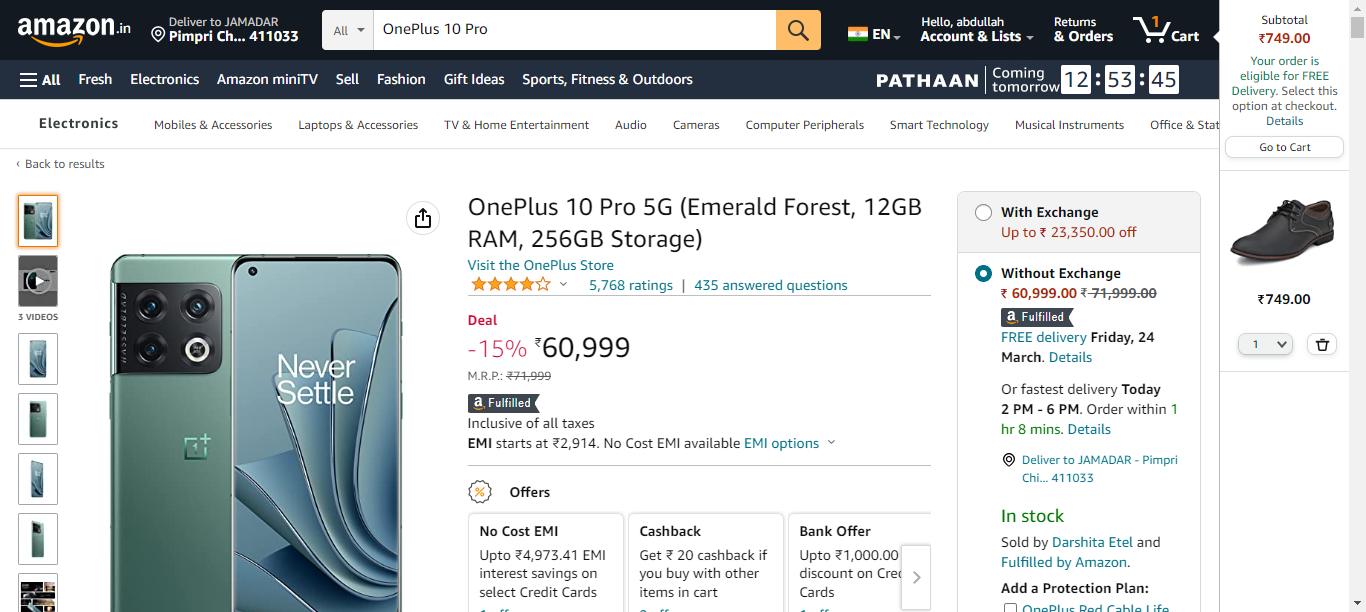 amazon.in
Deliver to JAMADAR
Pimpri Ch... 411033
All
OnePlus 10 Pro
EN
Hello, abdullah
Account & Lists
Returns
& Orders
1
Cart
All
Fresh
Electronics
Amazon miniTV
Sell
Fashion
Gift Ideas
Sports, Fitness & Outdoors
PATHAAN
Coming
tomorrow
12 : 53 : 45
Electronics
Mobiles & Accessories
Laptops & Accessories
TV & Home Entertainment
Audio
Cameras
Computer Peripherals
Smart Technology
Musical Instruments
Office & Stat
‹ Back to results
3 VIDEOS
HASSELBLAD
Never
Settle
OnePlus 10 Pro 5G (Emerald Forest, 12GB
RAM, 256GB Storage)
Visit the OnePlus Store
5,768 ratings | 435 answered questions
Deal
-15% ₹60,999
M.R.P.: ₹71,999
a Fulfilled
Inclusive of all taxes
EMI starts at ₹2,914. No Cost EMI available EMI options
% Offers
No Cost EMI
Upto ₹4,973.41 EMI
interest savings on
select Credit Cards
Cashback
Get ₹ 20 cashback if
you buy with other
items in cart
Bank Offer
Upto ₹1,000.00
discount on Cre
Cards
With Exchange
Up to ₹ 23,350.00 off
Without Exchange
₹ 60,999.00 ₹ 71,999.00
a Fulfilled
FREE delivery Friday, 24
March. Details
Or fastest delivery Today
2 PM - 6 PM. Order within 1
hr 8 mins. Details
Deliver to JAMADAR - Pimpri
Chi... 411033
In stock
Sold by Darshita Etel and
Fulfilled by Amazon.
Add a Protection Plan:
OnePlus Red Cable Life
Subtotal
₹749.00
Your order is
eligible for FREE
Delivery. Select this
option at checkout.
Details
Go to Cart
₹749.00
1